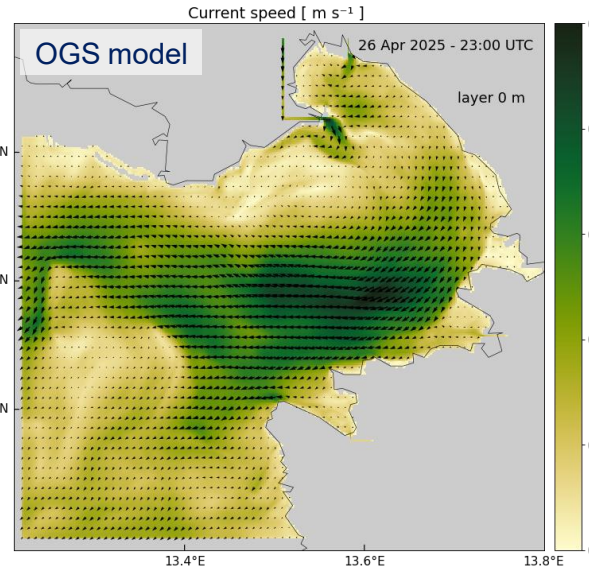 Current speed [ m s⁻¹ ]
OGS model
26 Apr 2025 - 23:00 UTC
layer 0 m
N
N
N
13.4°E
13.6°E
13.8°E